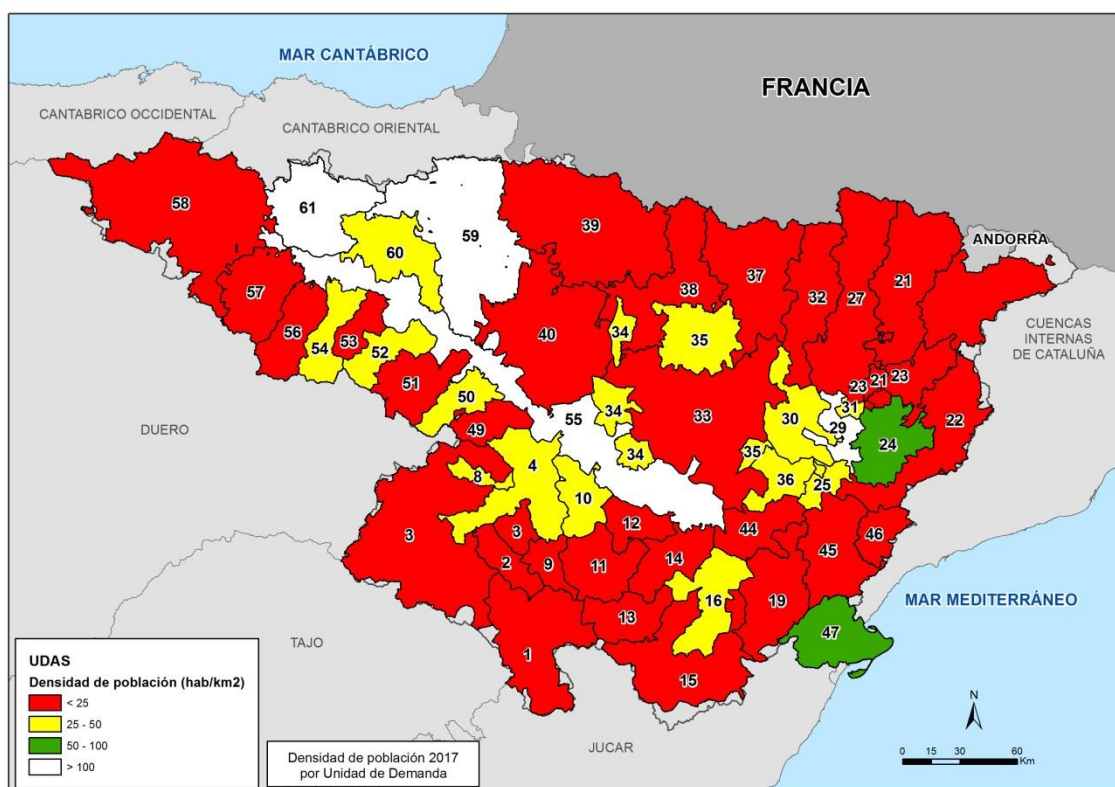 MAR CANTÁBRICO
FRANCIA
CANTABRICO OCCIDENTAL
CANTABRICO ORIENTAL
58
61
59
39
60
38
37
32
27
21
ANDORRA
57
56
54
53
52
40
34
35
CUENCAS
INTERNAS
DE CATALUÑA
51
50
49
55
34
33
30
23
21
23
31
29
24
22
DUERO
8
4
34
35
36
25
10
3
3
12
44
46
2
9
11
14
45
16
19
13
MAR MEDITERRÁNEO
47
TAJO
1
15
JUCAR
UDAS
Densidad de población (hab/km2)
< 25
25 - 50
50 - 100
> 100
Densidad de población 2017
por Unidad de Demanda
N
0 15 30 60
Km